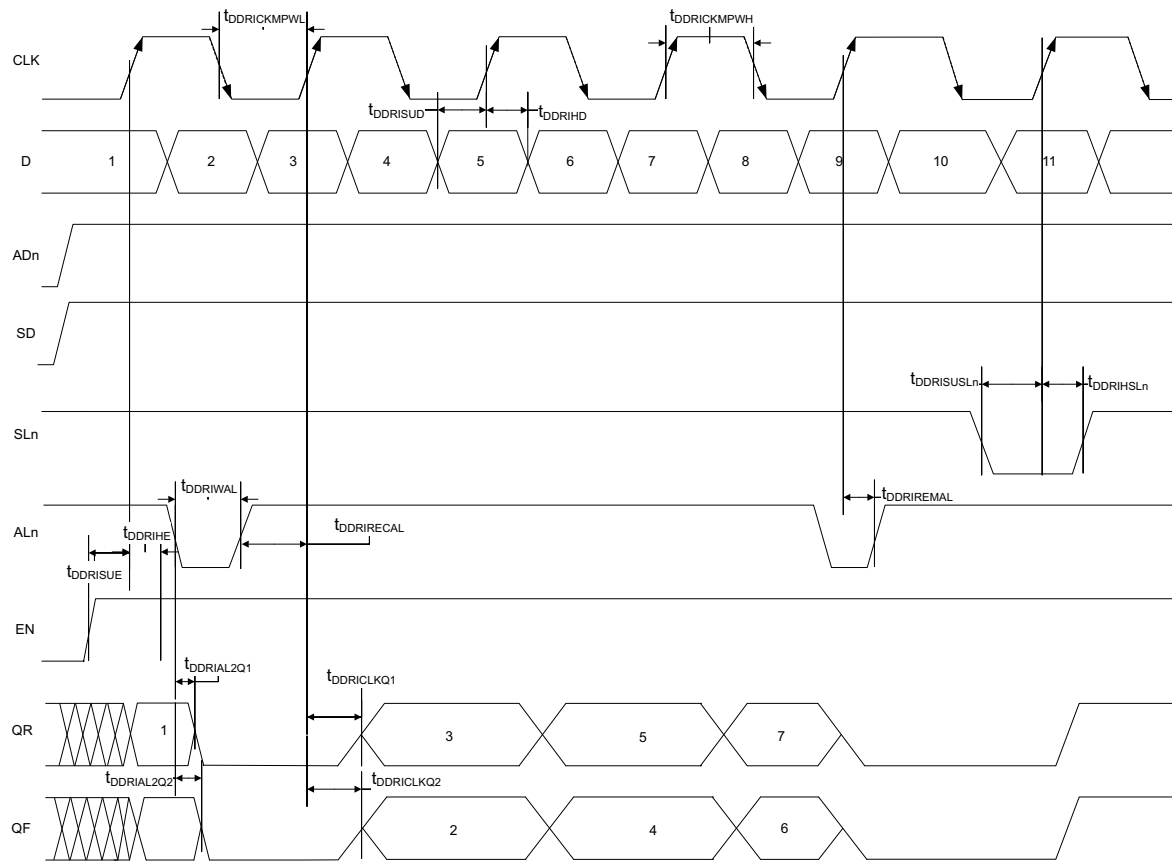 tDDRICKMPWL
tDDRICKMPWH
CLK
tDDRISUD
tDDRIHD
D
1 2 3 4 5 6 7 8 9 10 11
ADn
SD
tDDRISUSLn
tDDRIHSLn
SLn
tDDRIWAL
tDDRIREMAL
ALn
tDDRIHE
tDDRIRECAL
tDDRISUE
EN
tDDRIAL2Q1
tDDRICLKQ1
QR
1 3 5 7
tDDRIAL2Q2
tDDRICLKQ2
QF
2 4 6